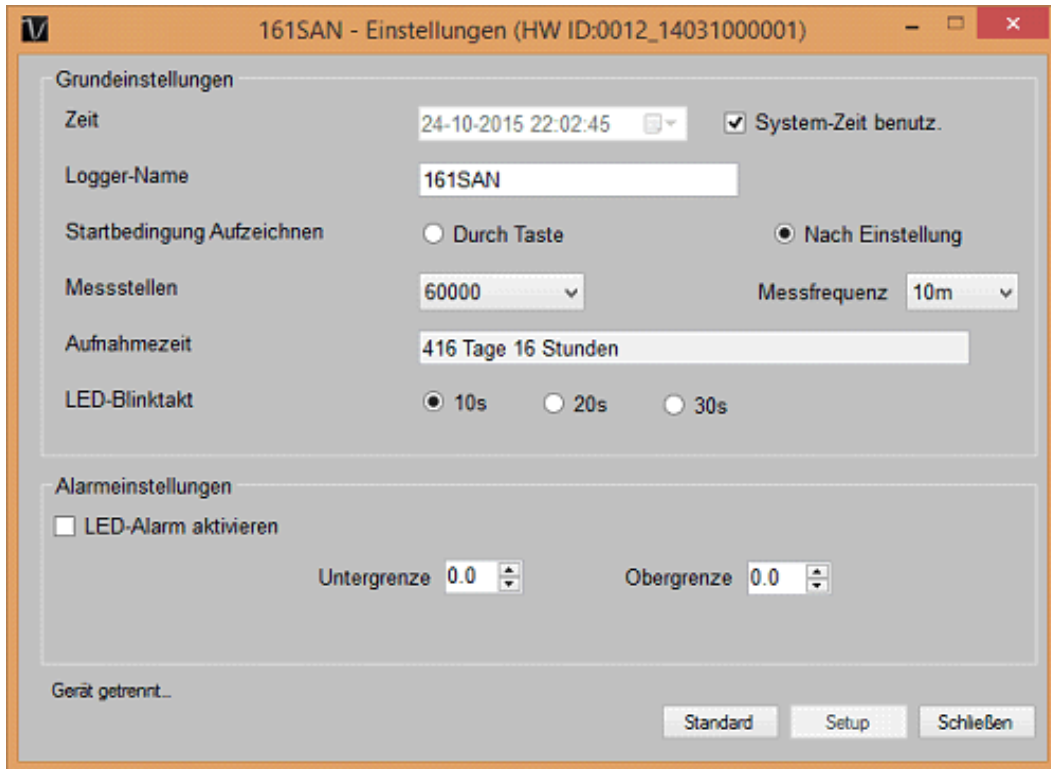 161SAN - Einstellungen (HW ID:0012_14031000001)
Grundeinstellungen
Zeit 24-10-2015 22:02:45 System-Zeit benutz.
Logger-Name 161SAN
Startbedingung Aufzeichnen Durch Taste Nach Einstellung
Messstellen 60000 Messfrequenz 10m
Aufnahmezeit 416 Tage 16 Stunden
LED-Blinktakt 10s 20s 30s
Alarmeinstellungen
LED-Alarm aktivieren
Untergrenze 0.0 Obergrenze 0.0
Gerät getrennt...
Standard Setup Schließen